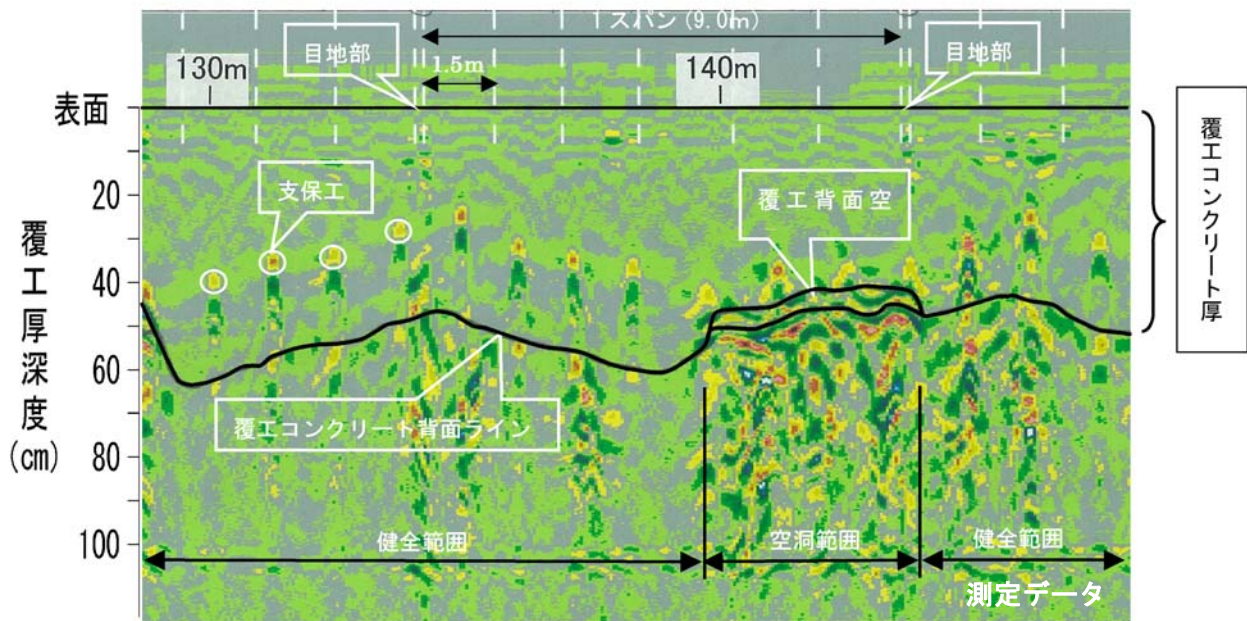 1スパン(9.0m)
目地部
目地部
130m
1.5m
140m
表面
20
40
60
80
100
覆工厚深度
(cm)
支保工
覆工背面空
覆工コンクリート背面ライン
健全範囲
空洞範囲
健全範囲
測定データ
覆工コンクリート厚